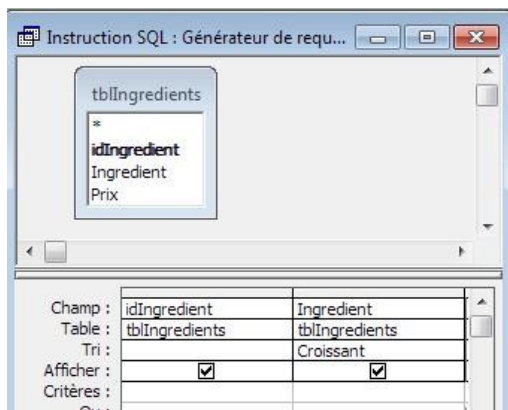 Instruction SQL : Générateur de requ...
tblIngredients
*
idIngredient
Ingredient
Prix
Champ : idIngredient Ingredient
Table : tblIngredients tblIngredients
Tri : Croissant
Afficher :
Critères :
Ou :